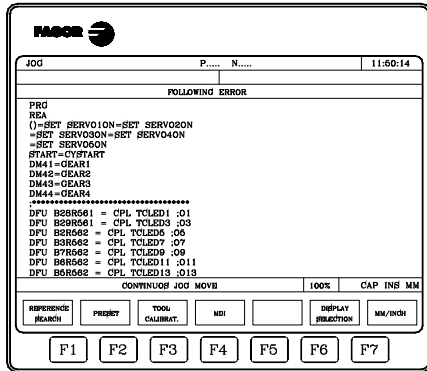 FAGOR
JOG P..... N..... 11:50:14
FOLLOWING ERROR
PRG
REA
()=SET SERVO1ON=SET SERVO2ON
=SET SERVO3ON=SET SERVO4ON
=SET SERVO5ON
START=CYSTART
DM41=GEAR1
DM42=GEAR2
DM43=GEAR3
DM44=GEAR4
;***********************************
DFU B28R561 = CPL TCLED1 ;01
DFU B29R561 = CPL TCLED3 ;03
DFU B2R562 = CPL TCLED5 ;05
DFU B3R562 = CPL TCLED7 ;07
DFU B7R562 = CPL TCLED9 ;09
DFU B6R562 = CPL TCLED11 ;011
DFU B5R562 = CPL TCLED13 ;013
CONTINUOS JOG MOVE 100% CAP INS MM
REFERENCE SEARCH PRESET TOOL CALIBRAT. MDI DISPLAY SELECTION MM/INCH
F1 F2 F3 F4 F5 F6 F7